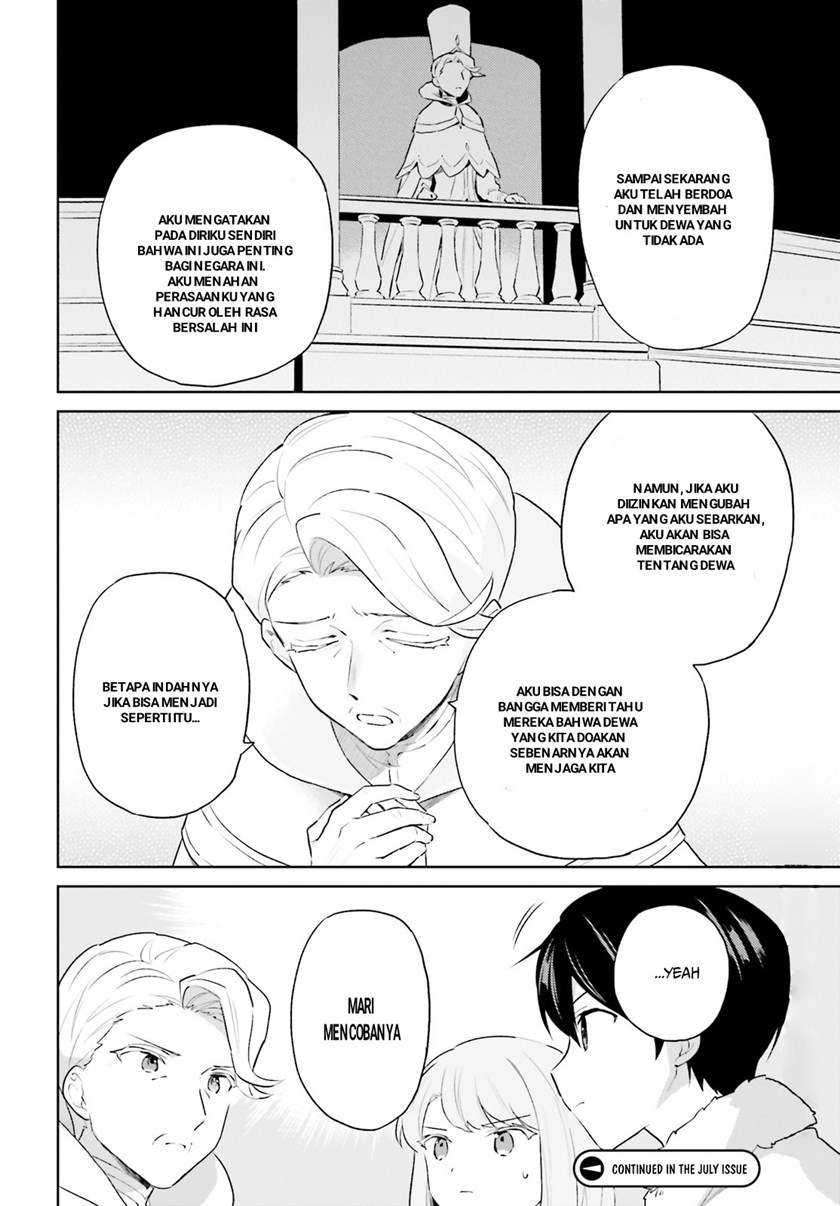 SAMPAI SEKARANG
AKU TELAH BERDOA
DAN MENYEMBAH
UNTUK DEWA YANG
TIDAK ADA
AKU MENGATAKAN
PADA DIRIKU SENDIRI
BAHWA INI JUGA PENTING
BAGI NEGARA INI.
AKU MENAHAN
PERASAANKU YANG
HANCUR OLEH RASA
BERSALAH INI
NAMUN, JIKA AKU
DIIZINKAN MENGUBAH
APA YANG AKU SEBARKAN,
AKU AKAN BISA
MEMBICARAKAN
TENTANG DEWA
AKU BISA DENGAN
BANGGA MEMBERI TAHU
MEREKA BAHWA DEWA
YANG KITA DOAKAN
SEBENARNYA AKAN
MENJAGA KITA
BETAPA INDAHNYA
JIKA BISA MENJADI
SEPERTI ITU...
...YEAH
MARI
MENCOBANYA
CONTINUED IN THE JULY ISSUE